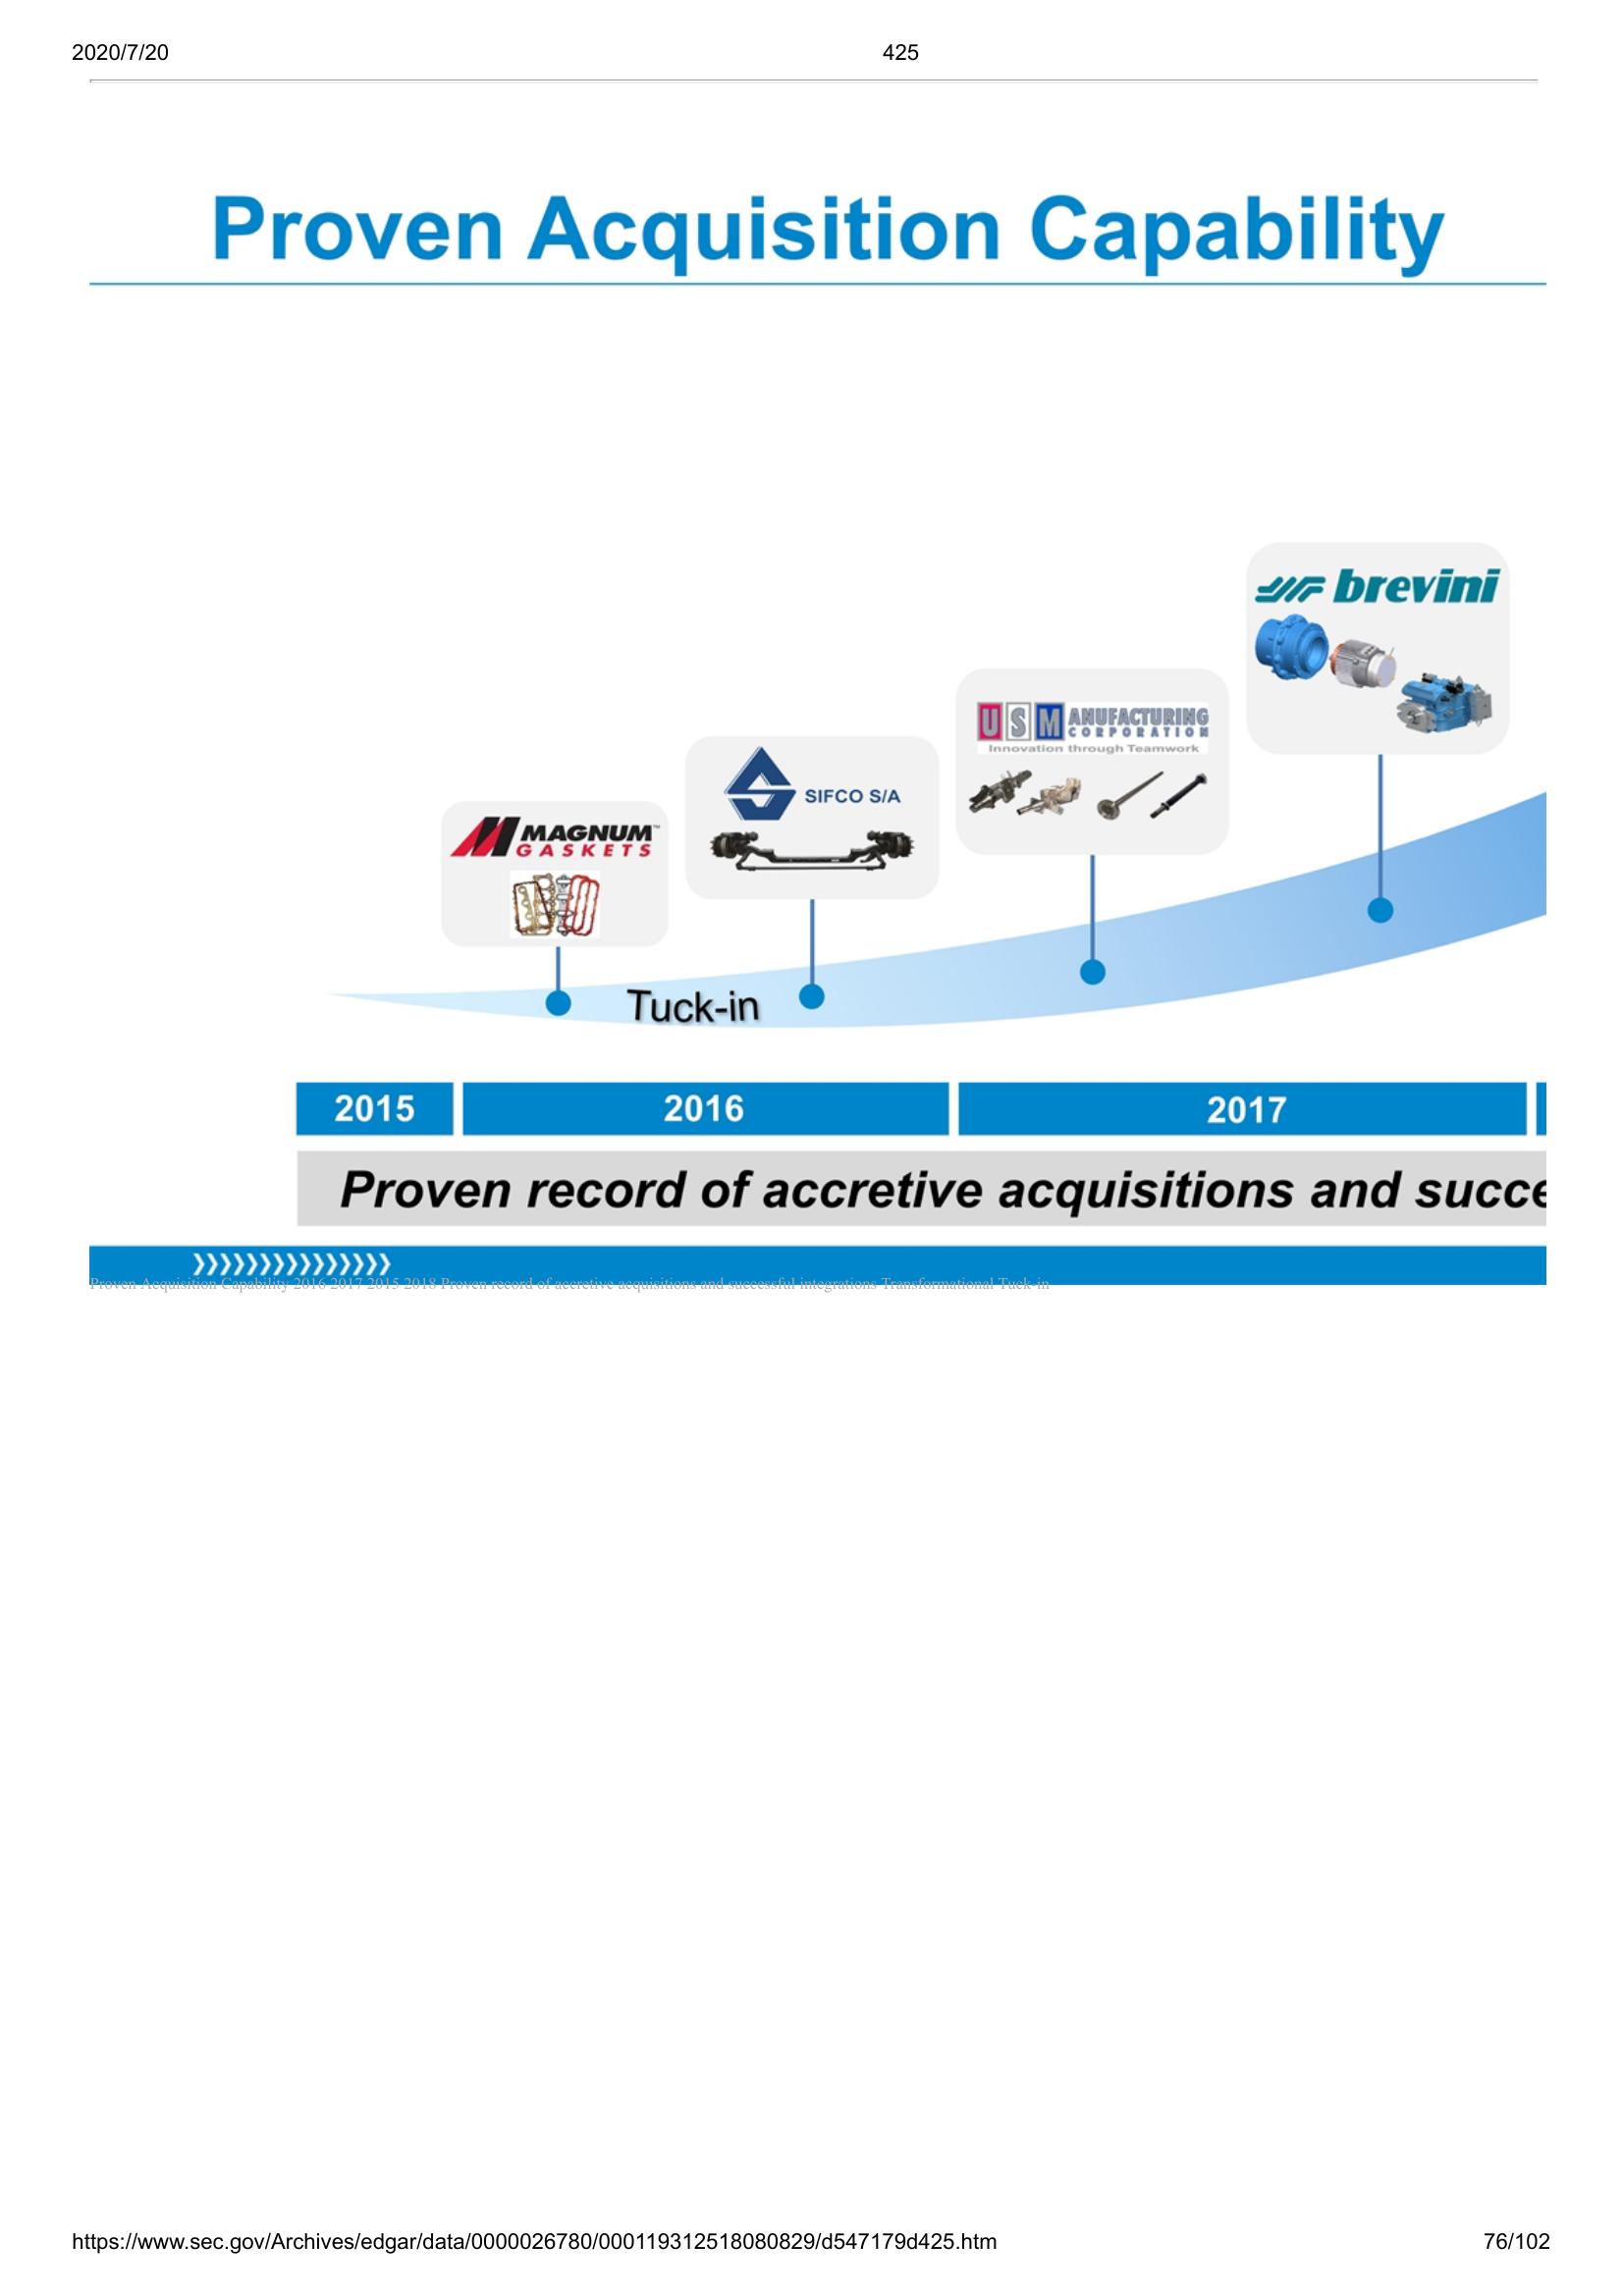 2020/7/20 425
Proven Acquisition Capability
brevini
USMANUFACTURING
CORPORATION
Innovation through Teamwork
SIFCO S/A
MAGNUM™
GASKETS
Tuck-in
2015 2016 2017
Proven record of accretive acquisitions and succe
Proven Acquisition Capability 2016 2017 2015 2018 Proven record of accretive acquisitions and successful integrations Transformational Tuck-in
https://www.sec.gov/Archives/edgar/data/0000026780/000119312518080829/d547179d425.htm 76/102